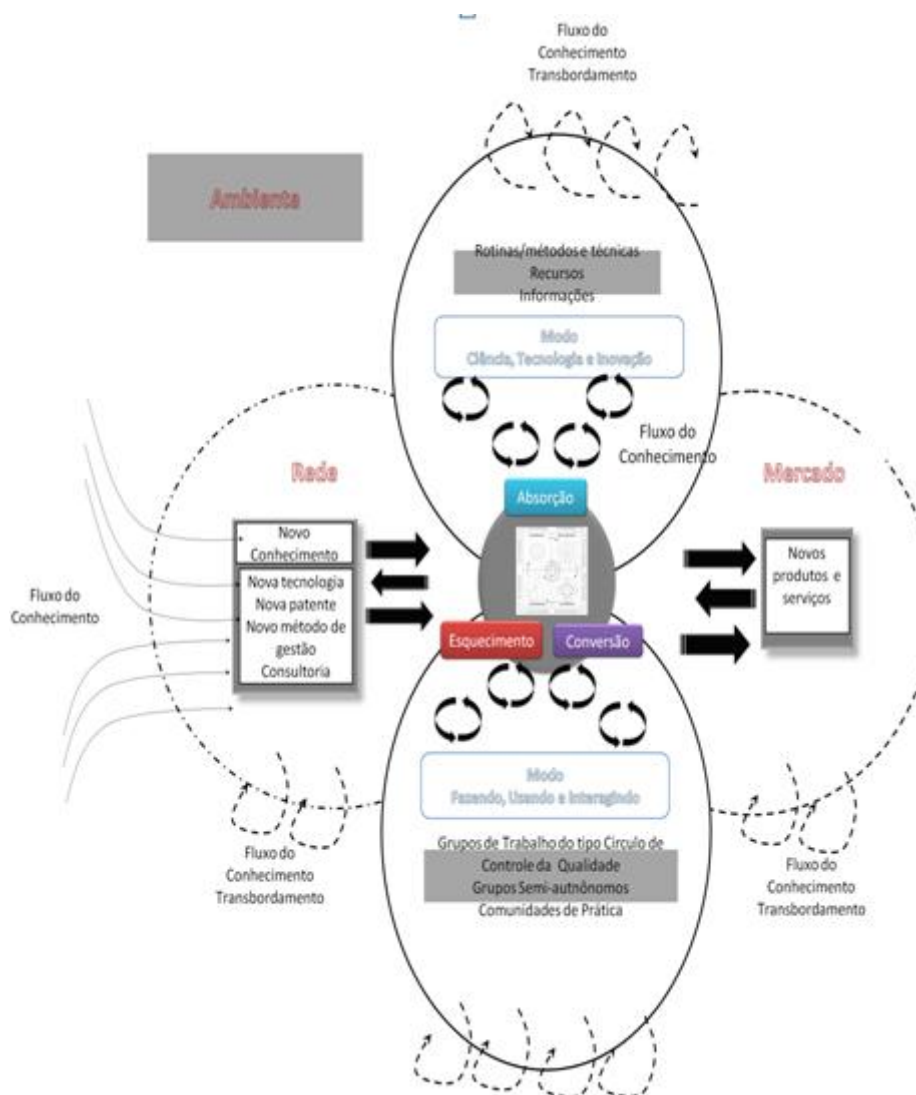 Fluxo do
Conhecimento
Transbordamento
Ambiente
Rotinas/métodos e técnicas
Recursos
Informações
Modo
Ciência, Tecnologia e Inovação
Fluxo do
Conhecimento
Rede
Mercado
Absorção
Novo
Conhecimento
Nova tecnologia
Nova patente
Novo método de
gestão
Consultoria
Fluxo do
Conhecimento
Novos
produtos e
serviços
Esquecimento
Conversão
Modo
Fazendo, Usando e Interagindo
Grupos de Trabalho do tipo Círculo de
Controle da Qualidade
Grupos Semi-autnônomos
Comunidades de Prática
Fluxo do
Conhecimento
Transbordamento
Fluxo do
Conhecimento
Transbordamento